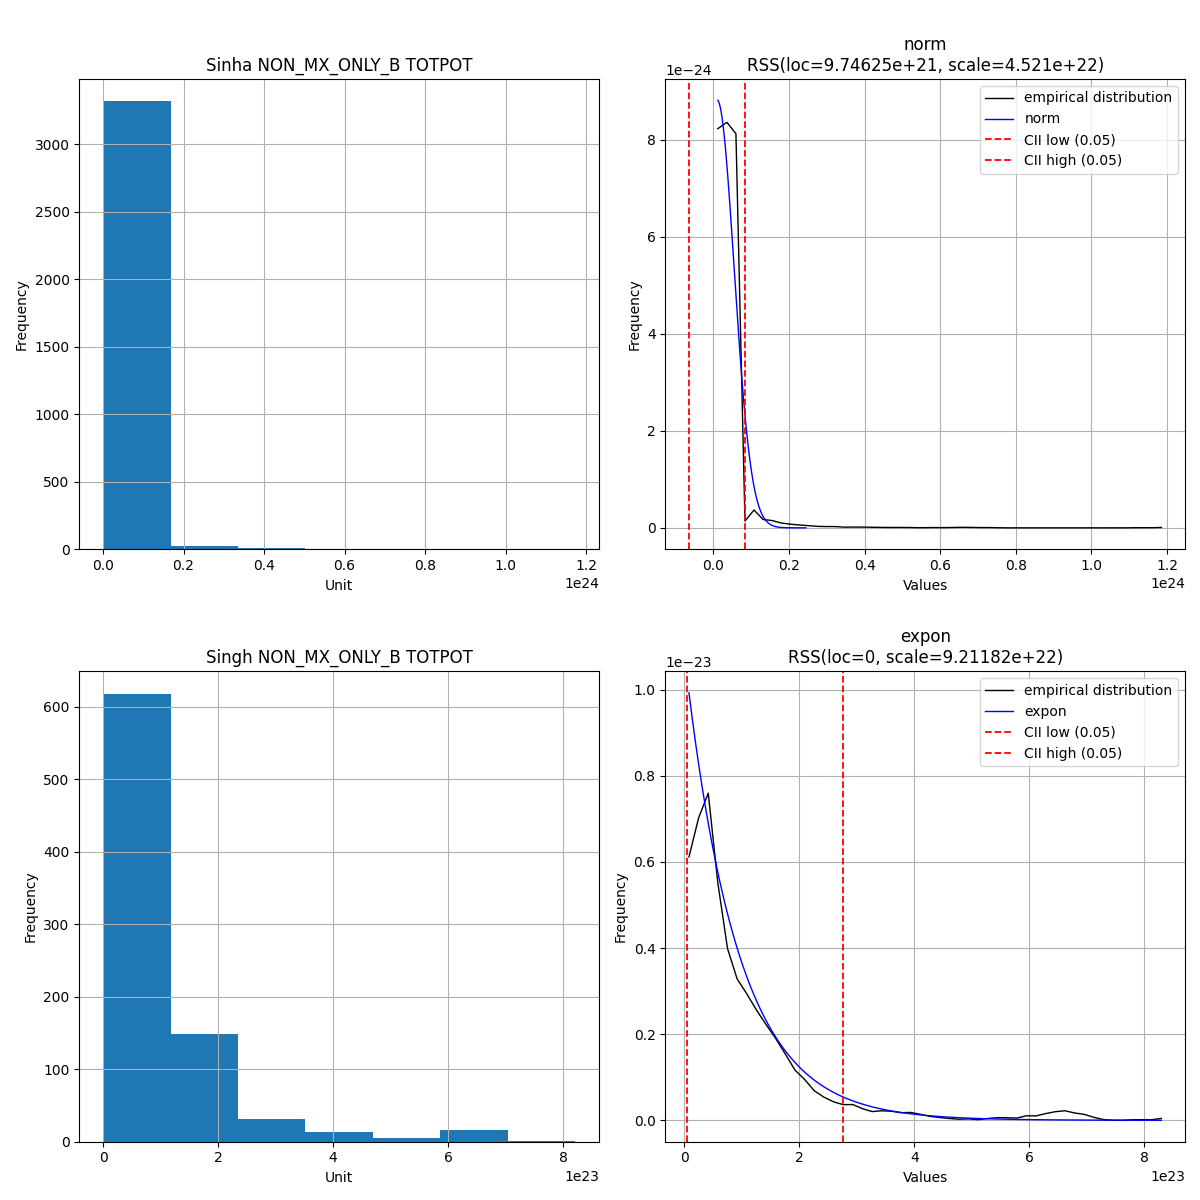 Sinha NON_MX_ONLY_B TOTPOT
Frequency
3000
2500
2000
1500
1000
500
0
0.0 0.2 0.4 0.6 0.8 1.0 1.2
1e24
Unit
norm
RSS(loc=9.74625e+21, scale=4.521e+22)
1e−24
empirical distribution
norm
CII low (0.05)
CII high (0.05)
Frequency
8
6
4
2
0
0.0 0.2 0.4 0.6 0.8 1.0 1.2
1e24
Values
Singh NON_MX_ONLY_B TOTPOT
Frequency
600
500
400
300
200
100
0
0 2 4 6 8
1e23
Unit
expon
RSS(loc=0, scale=9.21182e+22)
1e−23
empirical distribution
expon
CII low (0.05)
CII high (0.05)
Frequency
1.0
0.8
0.6
0.4
0.2
0.0
0 2 4 6 8
1e23
Values